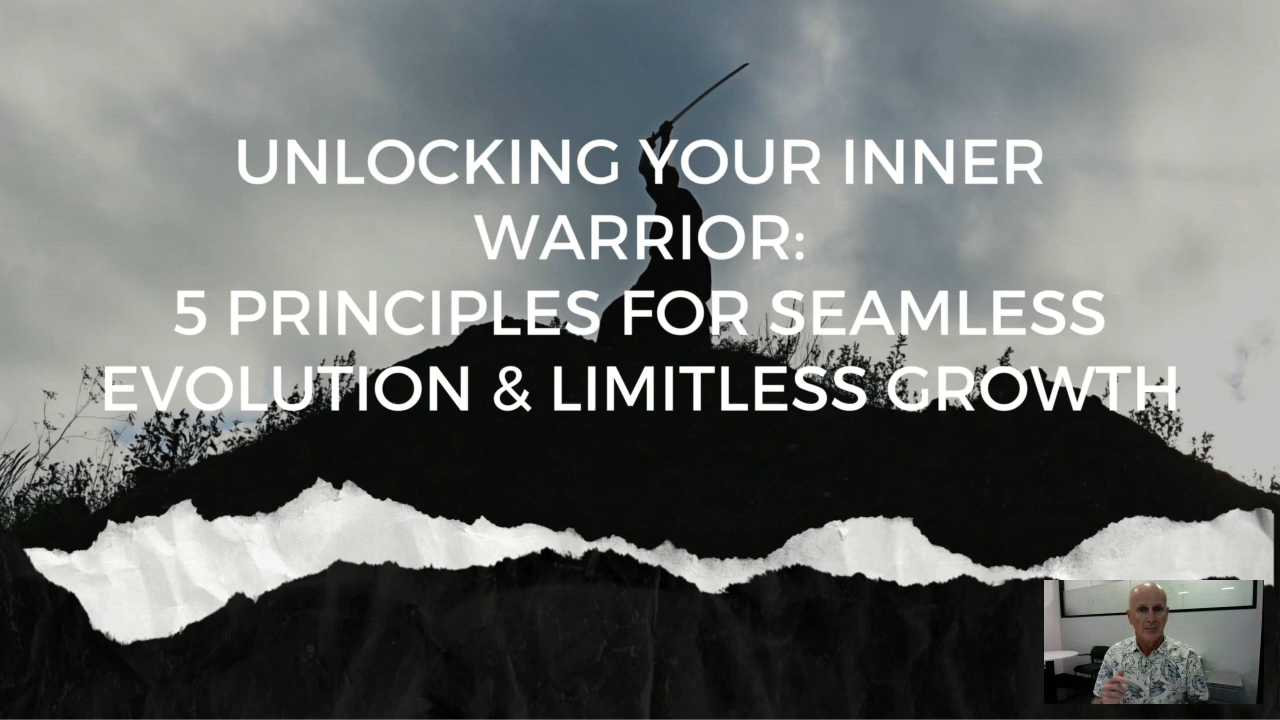 UNLOCKING YOUR INNER
WARRIOR:
5 PRINCIPLES FOR SEAMLESS
EVOLUTION & LIMITLESS GROWTH